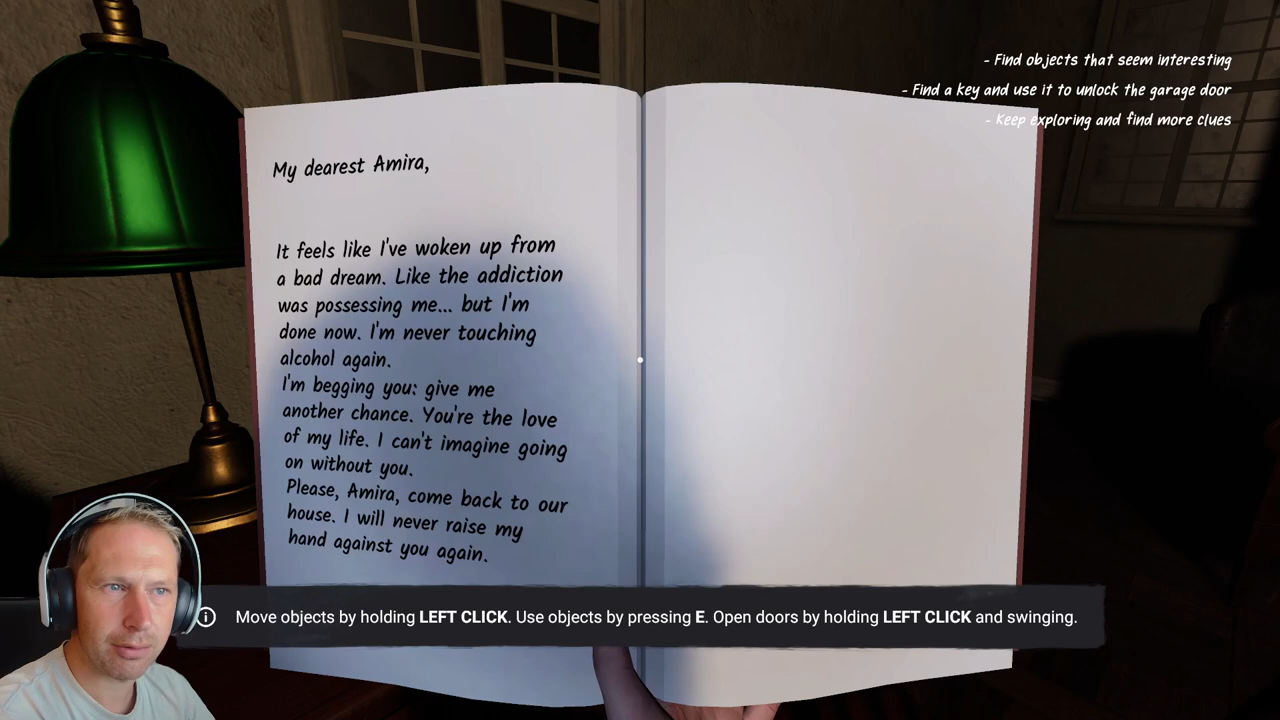 - Find objects that seem interesting
- Find a key and use it to unlock the garage door
- Keep exploring and find more clues
My dearest Amira,
It feels like I've woken up from
a bad dream. Like the addiction
was possessing me... but I'm
done now. I'm never touching
alcohol again.
I'm begging you: give me
another chance. You're the love
of my life. I can't imagine going
on without you.
Please, Amira, come back to our
house. I will never raise my
hand against you again.
Move objects by holding LEFT CLICK. Use objects by pressing E. Open doors by holding LEFT CLICK and swinging.